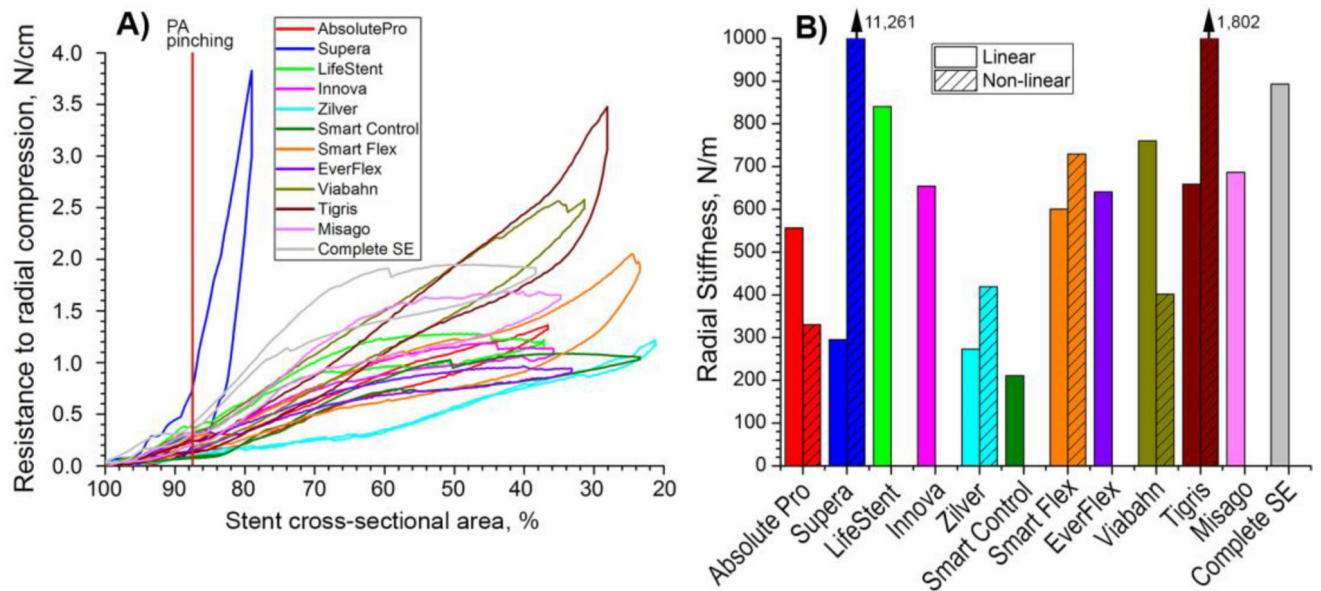 A)
PA
pinching
AbsolutePro
Supera
LifeStent
Innova
Zilver
Smart Control
Smart Flex
EverFlex
Viabahn
Tigris
Misago
Complete SE
Resistance to radial compression, N/cm
4.0
3.5
3.0
2.5
2.0
1.5
1.0
0.5
0.0
100 90 80 70 60 50 40 30 20
Stent cross-sectional area, %
B)
11,261
1,802
Linear
Non-linear
Radial Stiffness, N/m
1000
900
800
700
600
500
400
300
200
100
0
Absolute Pro
Supera
LifeStent
Innova
Zilver
Smart Control
Smart Flex
EverFlex
Viabahn
Tigris
Misago
Complete SE